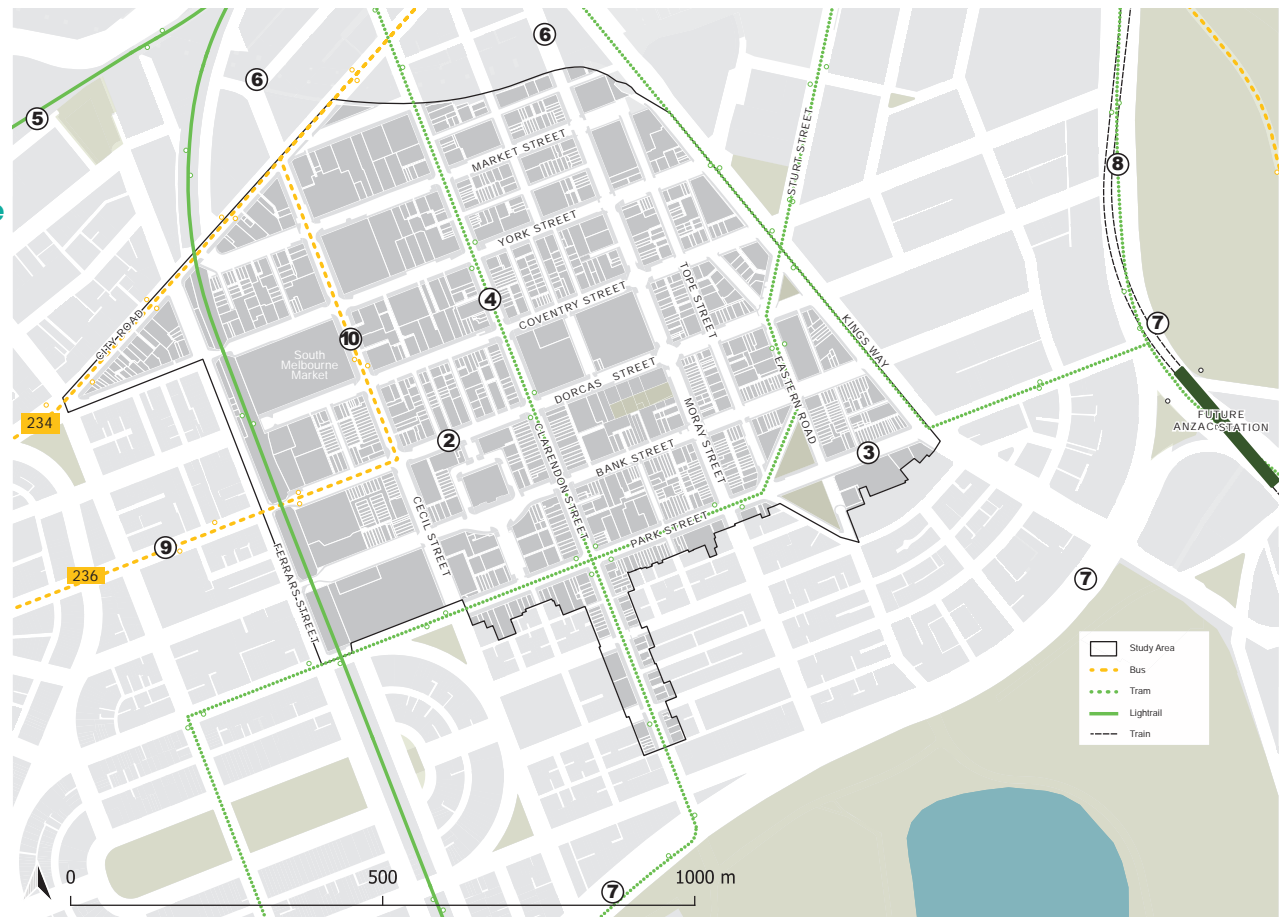 6
6
5
8
MARKET STREET
STURT STREET
e
YORK STREET
TOPE STREET
4
COVENTRY STREET
7
CITY ROAD
10
KINGS WAY
South
Melbourne
Market
DORCAS STREET
EASTERN ROAD
234
2
CLARENDON STREET
MORAY STREET
FUTURE
ANZAC STATION
BANK STREET
3
CECIL STREET
PARK STREET
9
236
FERRARS STREET
7
Study Area
Bus
Tram
Lightrail
Train
0
500
1000 m
7